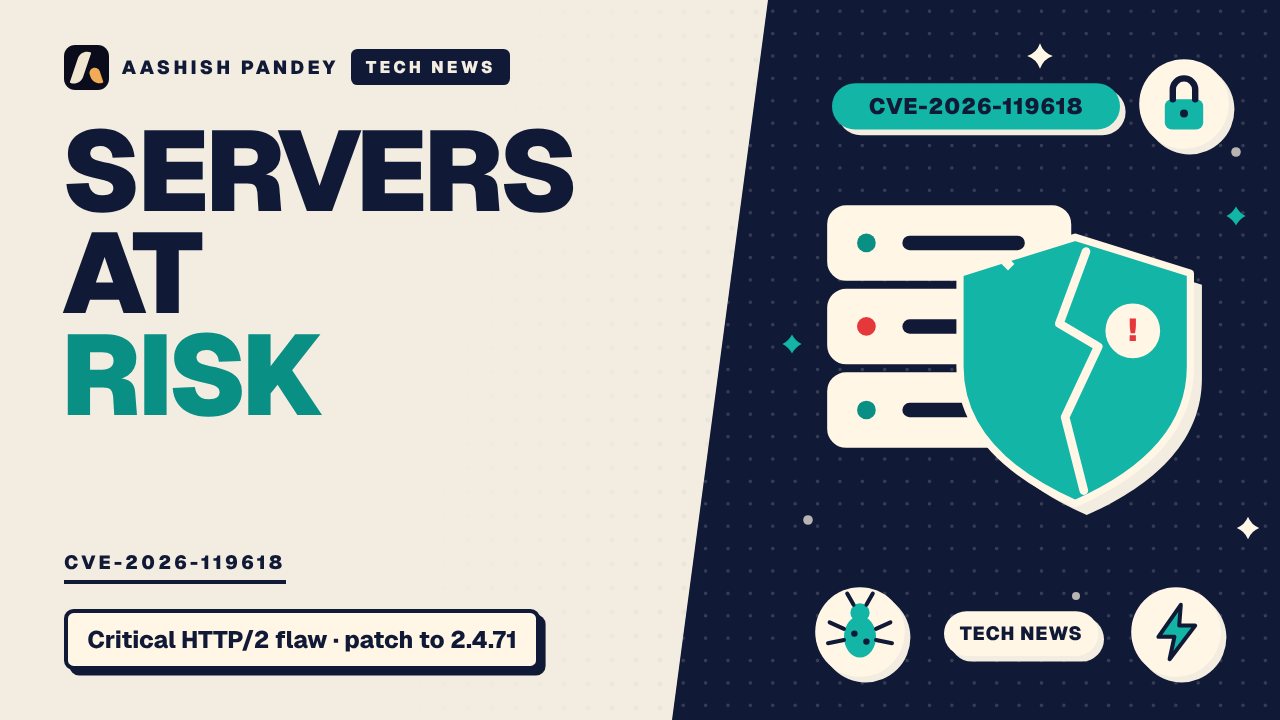 AASHISH PANDEY TECH NEWS
SERVERS
AT
RISK
CVE-2026-119618
Critical HTTP/2 flaw · patch to 2.4.71
CVE-2026-119618
!
TECH NEWS